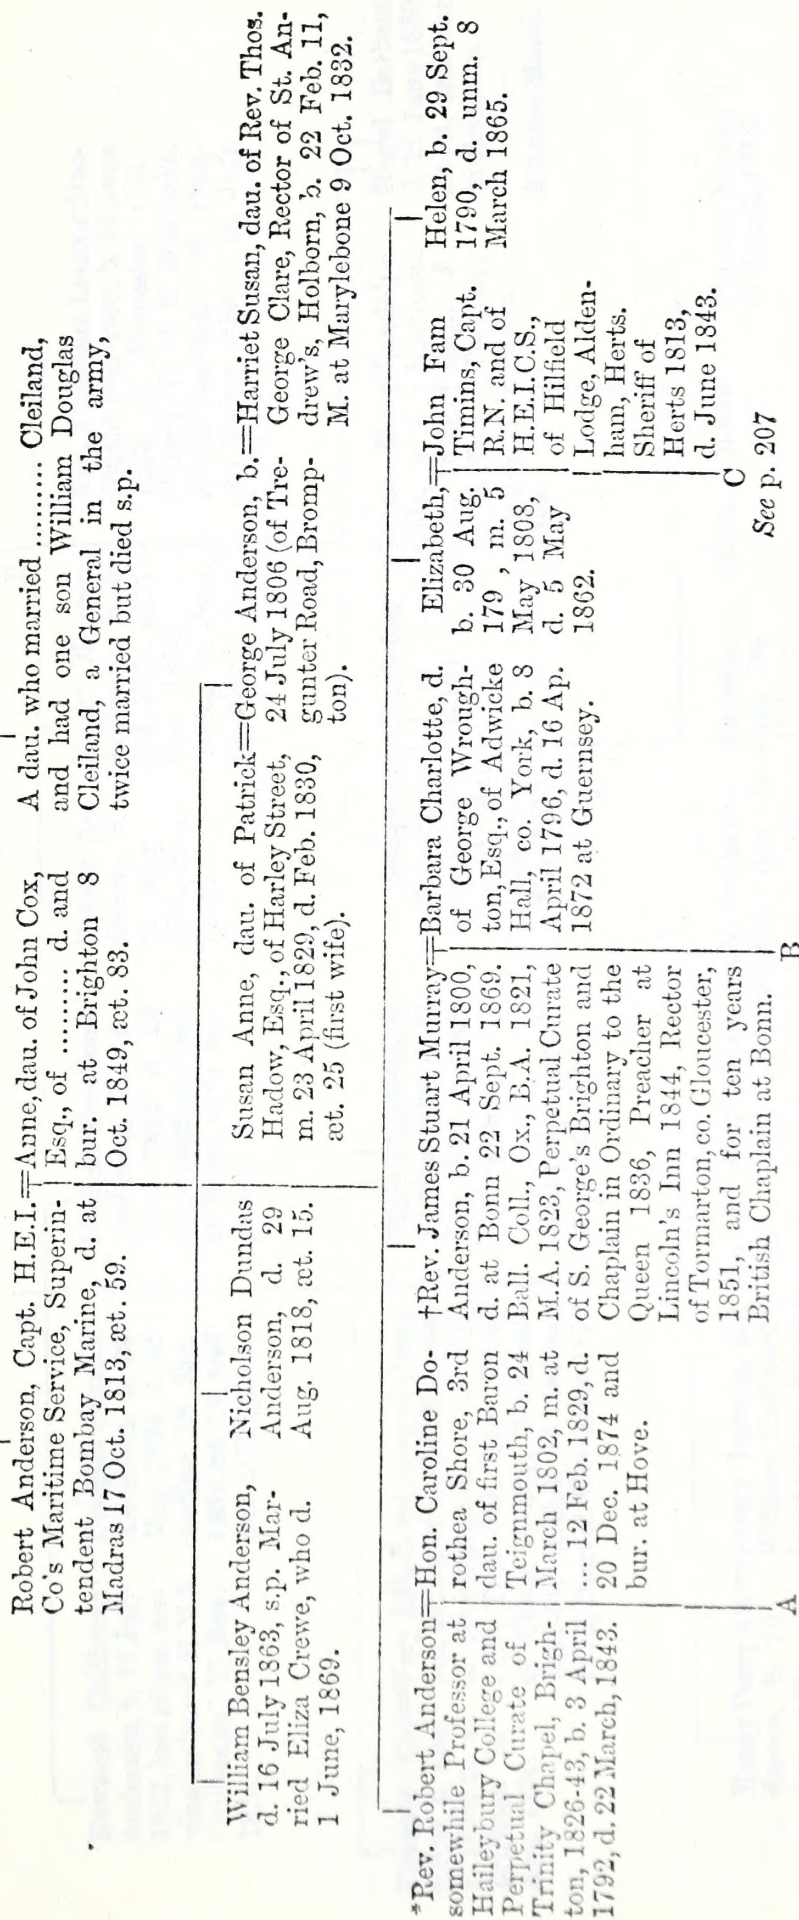 Robert Anderson, Capt. H.E.I.=Anne, dau. of John Cox,
Co's Maritime Service, Superin-
tendent Bombay Marine, d. at
Madras 17 Oct. 1813, æt. 59.
Esq., of ......... d. and
bur. at Brighton 8
Oct. 1849, æt. 83.
A dau. who married ......... Cleiland,
and had one son William Douglas
Cleiland, a General in the army,
twice married but died s.p.
William Bensley Anderson,
d. 16 July 1863, s.p. Mar-
ried Eliza Crewe, who d.
1 June, 1869.
Nicholson Dundas
Anderson, d. 29
Aug. 1818, æt. 15.
Susan Anne, dau. of Patrick=George Anderson, b.=Harriet Susan, dau. of Rev. Thos.
Hadow, Esq., of Harley Street,
m. 23 April 1829, d. Feb. 1830,
æt. 25 (first wife).
24 July 1806 (of Tre-
gunter Road, Bromp-
ton).
George Clare, Rector of St. An-
drew's, Holborn, b. 22 Feb. 11,
M. at Marylebone 9 Oct. 1832.
*Rev. Robert Anderson=Hon. Caroline Do-
somewhile Professor at
Haileybury College and
Perpetual Curate of
Trinity Chapel, Brigh-
ton, 1826-43, b. 3 April
1792, d. 22 March, 1843.
rothea Shore, 3rd
dau. of first Baron
Teignmouth, b. 24
March 1802, m. at
... 12 Feb. 1829, d.
20 Dec. 1874 and
bur. at Hove.
A
†Rev. James Stuart Murray=Barbara Charlotte, d.
Anderson, b. 21 April 1800,
d. at Bonn 22 Sept. 1869.
Ball. Coll., Ox., B.A. 1821,
M.A. 1823, Perpetual Curate
of S. George's Brighton and
Chaplain in Ordinary to the
Queen 1836, Preacher at
Lincoln's Inn 1844, Rector
of Tormarton, co. Gloucester,
1851, and for ten years
British Chaplain at Bonn.
of George Wrough-
ton, Esq., of Adwicke
Hall, co. York, b. 8
April 1796, d. 16 Ap.
1872 at Guernsey.
B
Elizabeth,=John Fam
b. 30 Aug.
179 , m. 5
May 1808,
d. 5 May
1862.
Timins, Capt.
R.N. and of
H.E.I.C.S.,
of Hilfield
Lodge, Alden-
ham, Herts.
Sheriff of
Herts 1813,
d. June 1843.
C
See p. 207
Helen, b. 29 Sept.
1790, d. unm. 8
March 1865.